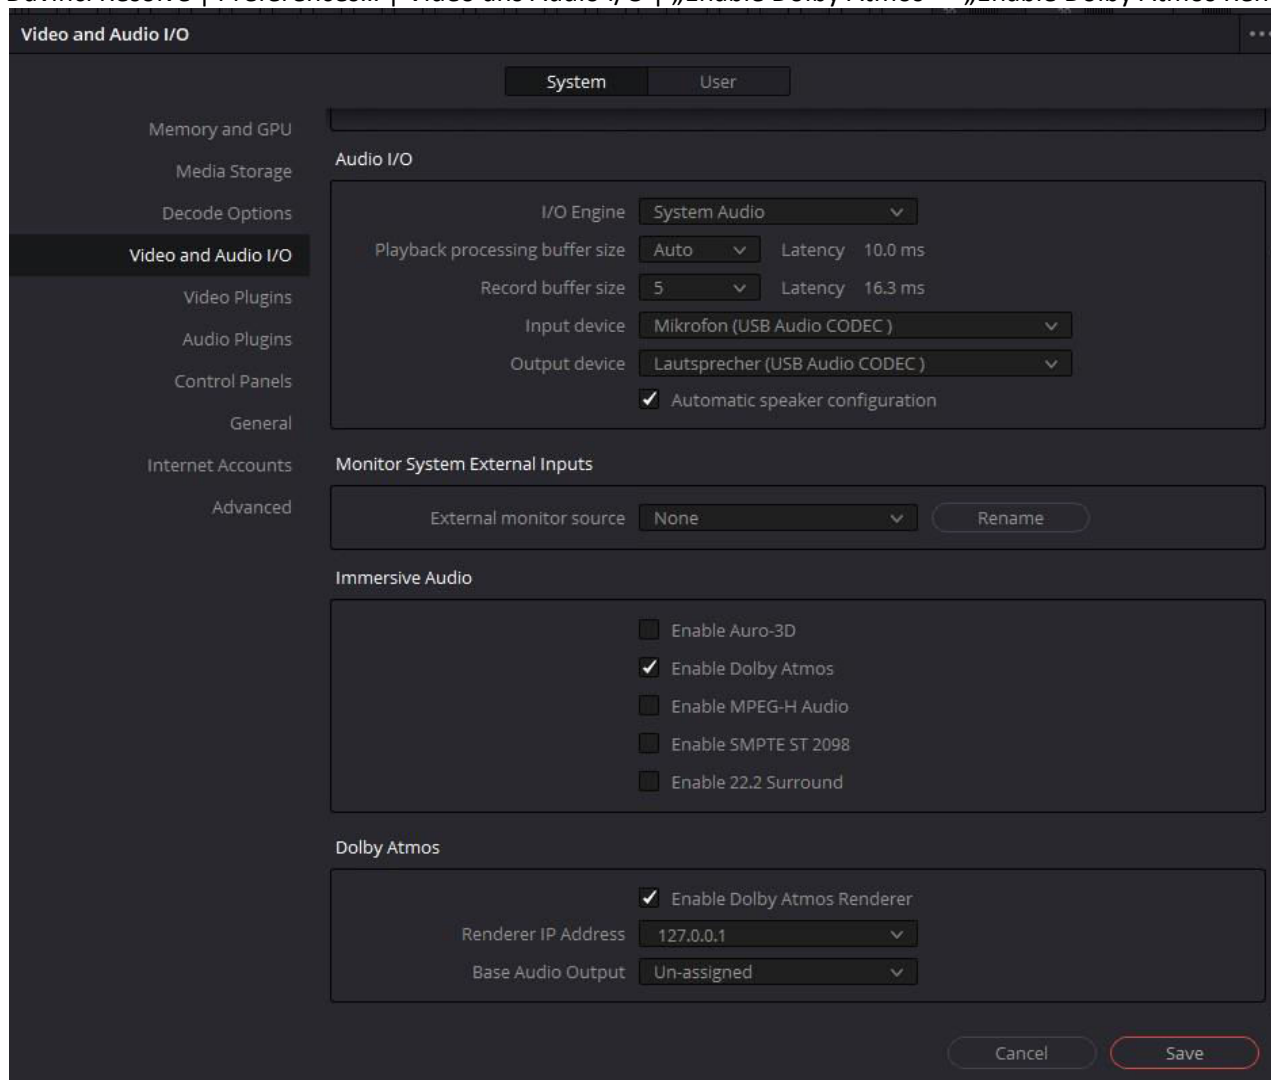 Video and Audio I/O
System User
Memory and GPU
Media Storage
Decode Options
Video and Audio I/O
Video Plugins
Audio Plugins
Control Panels
General
Internet Accounts
Advanced
Audio I/O
I/O Engine System Audio
Playback processing buffer size Auto Latency 10.0 ms
Record buffer size 5 Latency 16.3 ms
Input device Mikrofon (USB Audio CODEC )
Output device Lautsprecher (USB Audio CODEC )
Automatic speaker configuration
Monitor System External Inputs
External monitor source None Rename
Immersive Audio
Enable Auro-3D
Enable Dolby Atmos
Enable MPEG-H Audio
Enable SMPTE ST 2098
Enable 22.2 Surround
Dolby Atmos
Enable Dolby Atmos Renderer
Renderer IP Address 127.0.0.1
Base Audio Output Un-assigned
Cancel Save